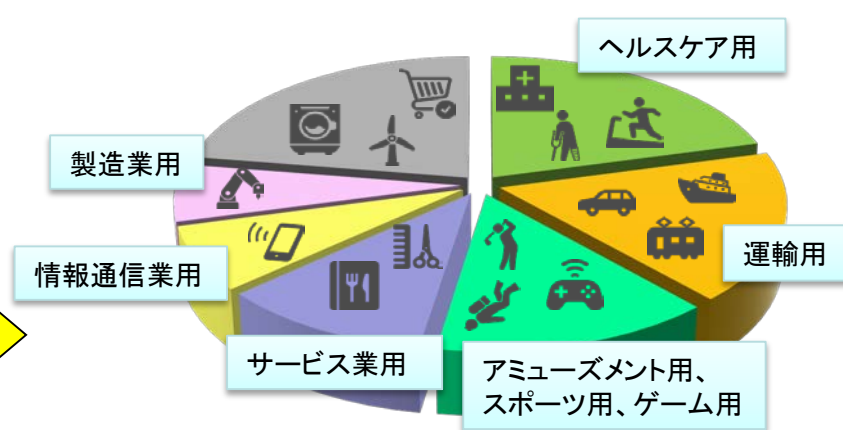 ヘルスケア用
製造業用
運輸用
情報通信業用
サービス業用
アミューズメント用、
スポーツ用、ゲーム用